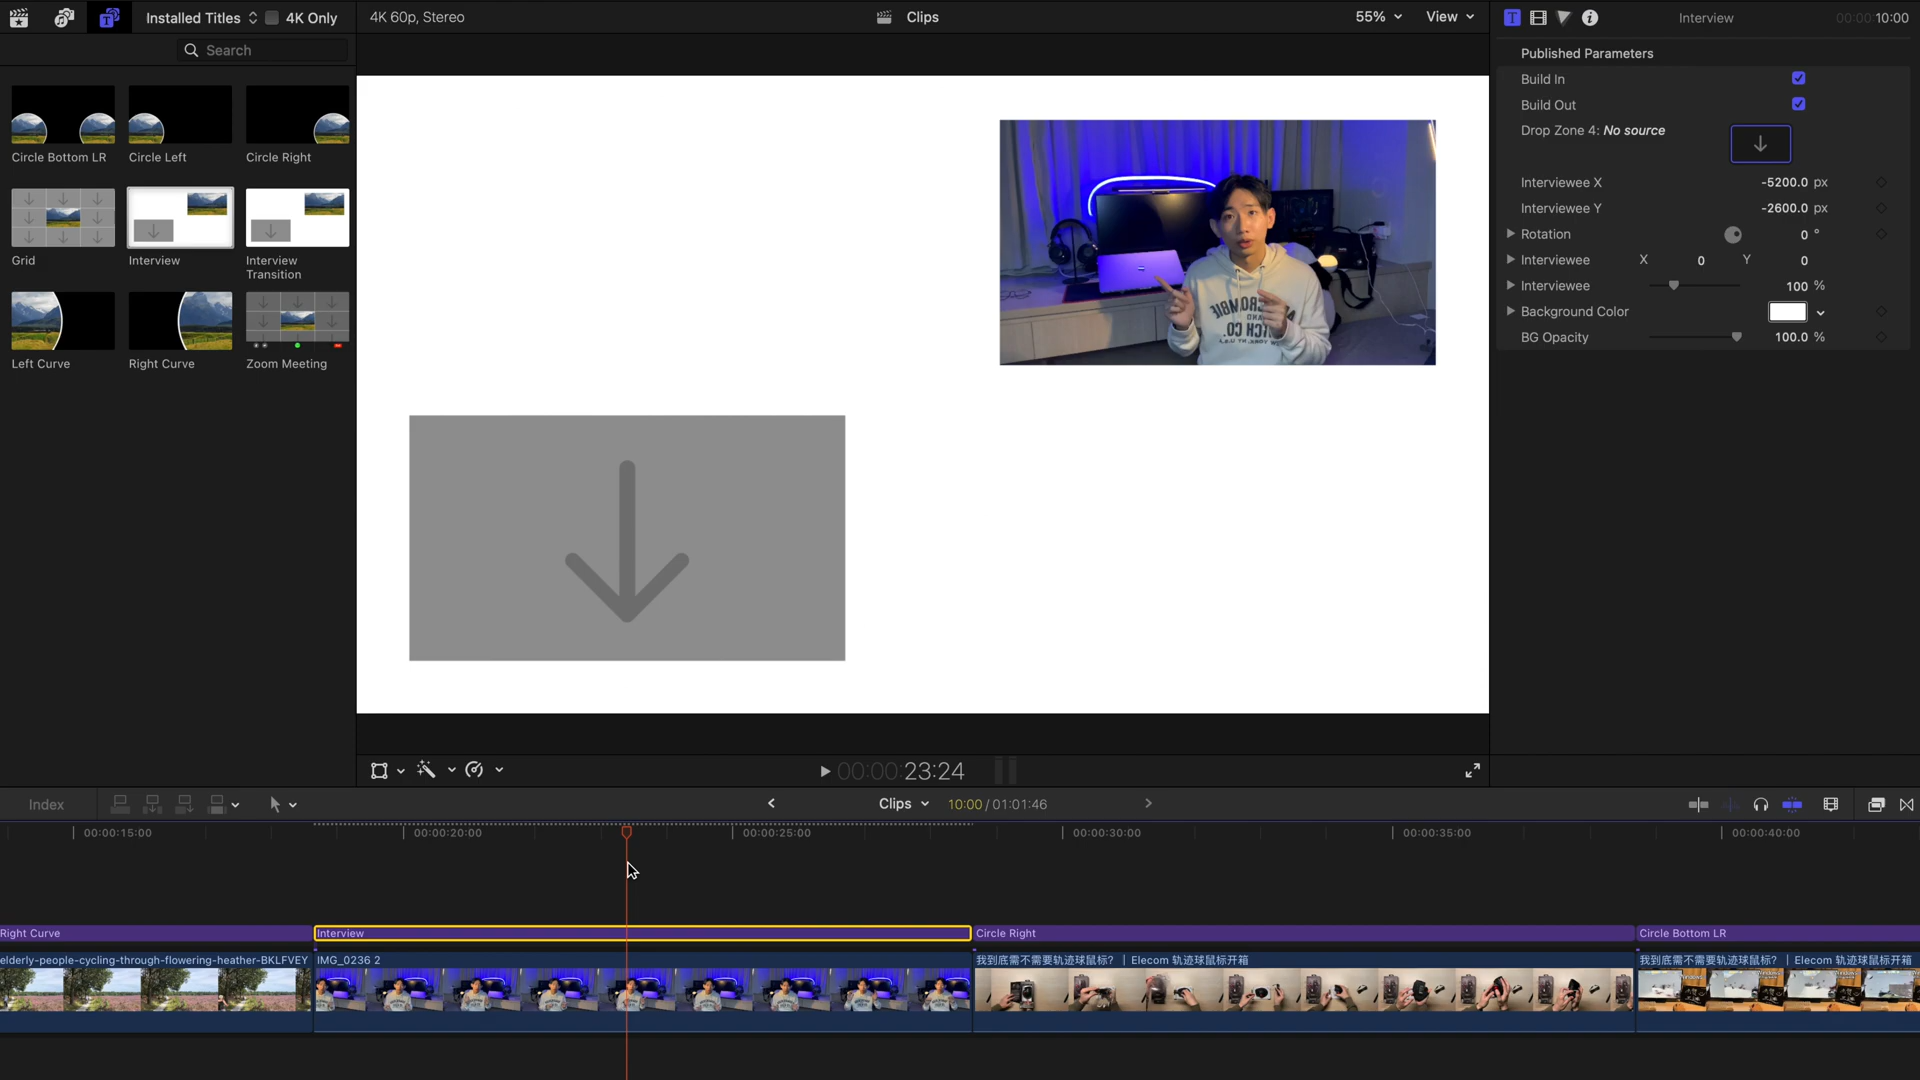 Installed Titles
4K Only
4K 60p, Stereo
Clips
55%
View
Interview
00:00:10:00
Search
Published Parameters
Build In
Build Out
Drop Zone 4: No source
Interviewee X
-5200.0 px
Interviewee Y
-2600.0 px
Rotation
0 °
Interviewee X 0 Y 0
Interviewee 100 %
Background Color
BG Opacity 100.0 %
Circle Bottom LR
Circle Left
Circle Right
Grid
Interview
Interview
Transition
Left Curve
Right Curve
Zoom Meeting
00:00:00:23:24
Index
Clips
10:00 / 01:01:46
00:00:15:00
00:00:20:00
00:00:25:00
00:00:30:00
00:00:35:00
00:00:40:00
Right Curve
Interview
Circle Right
Circle Bottom LR
elderly-people-cycling-through-flowering-heather-BKLFVEY
IMG_0236 2
我到底需不需要轨迹球鼠标? | Elecom 轨迹球鼠标开箱
我到底需不需要轨迹球鼠标? | Elecom 轨迹球鼠标开箱